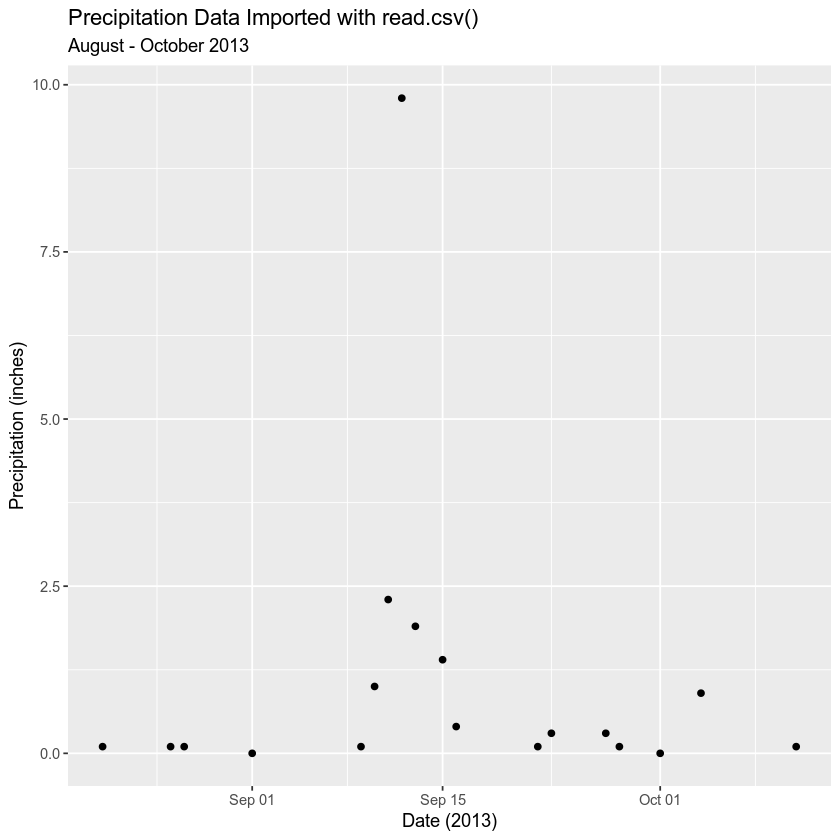 Precipitation Data Imported with read.csv()
August - October 2013
10.0
7.5
5.0
2.5
0.0
Precipitation (inches)
Sep 01 Sep 15 Oct 01
Date (2013)